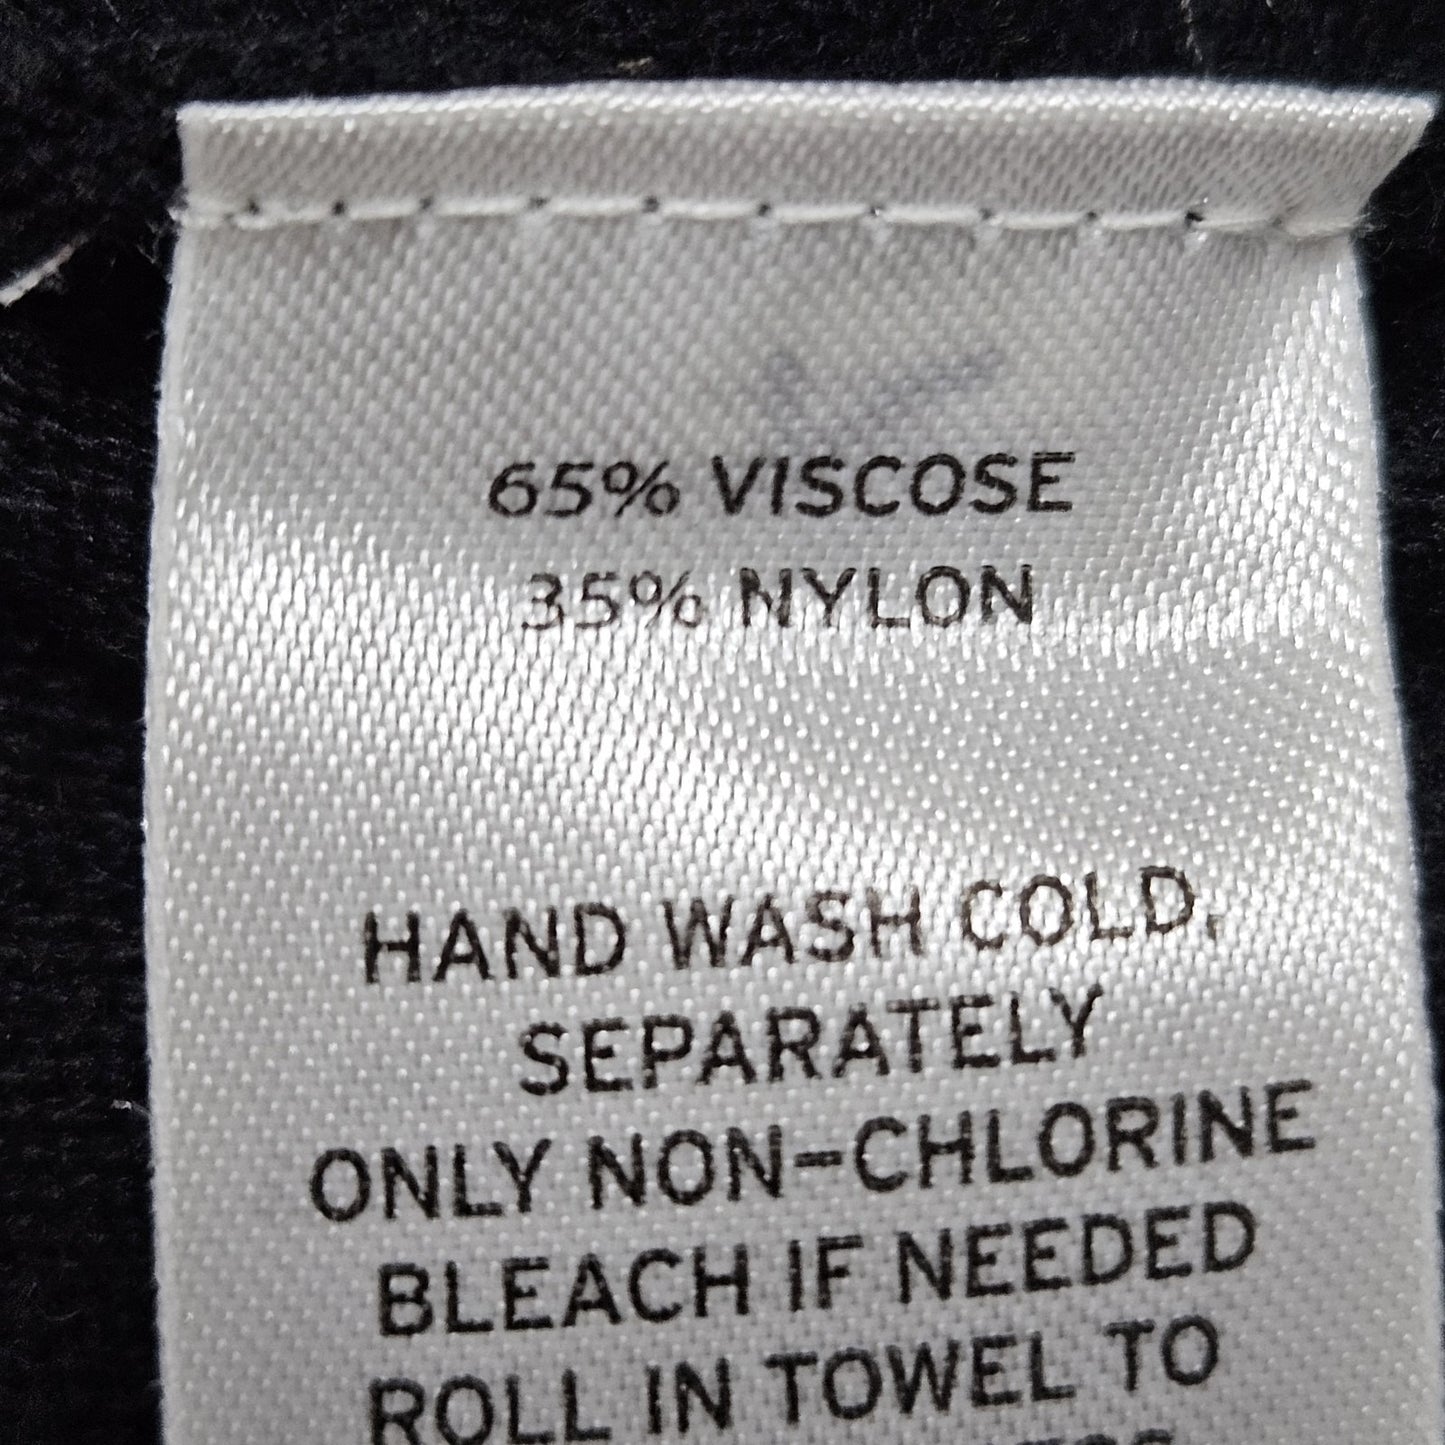 65% VISCOSE
35% NYLON
HAND WASH COLD,
SEPARATELY
ONLY NON-CHLORINE
BLEACH IF NEEDED
ROLL IN TOWEL TO